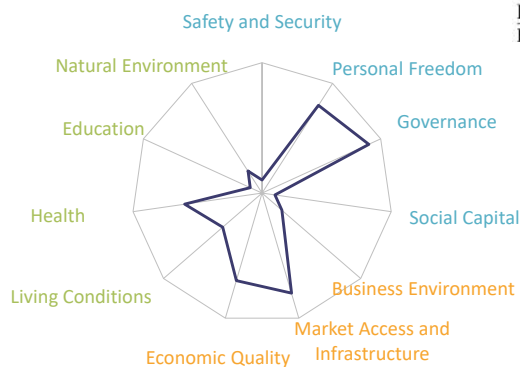 Safety and Security
Natural Environment
Personal Freedom
Education
Governance
Health
Social Capital
Living Conditions
Business Environment
Market Access and
Infrastructure
Economic Quality